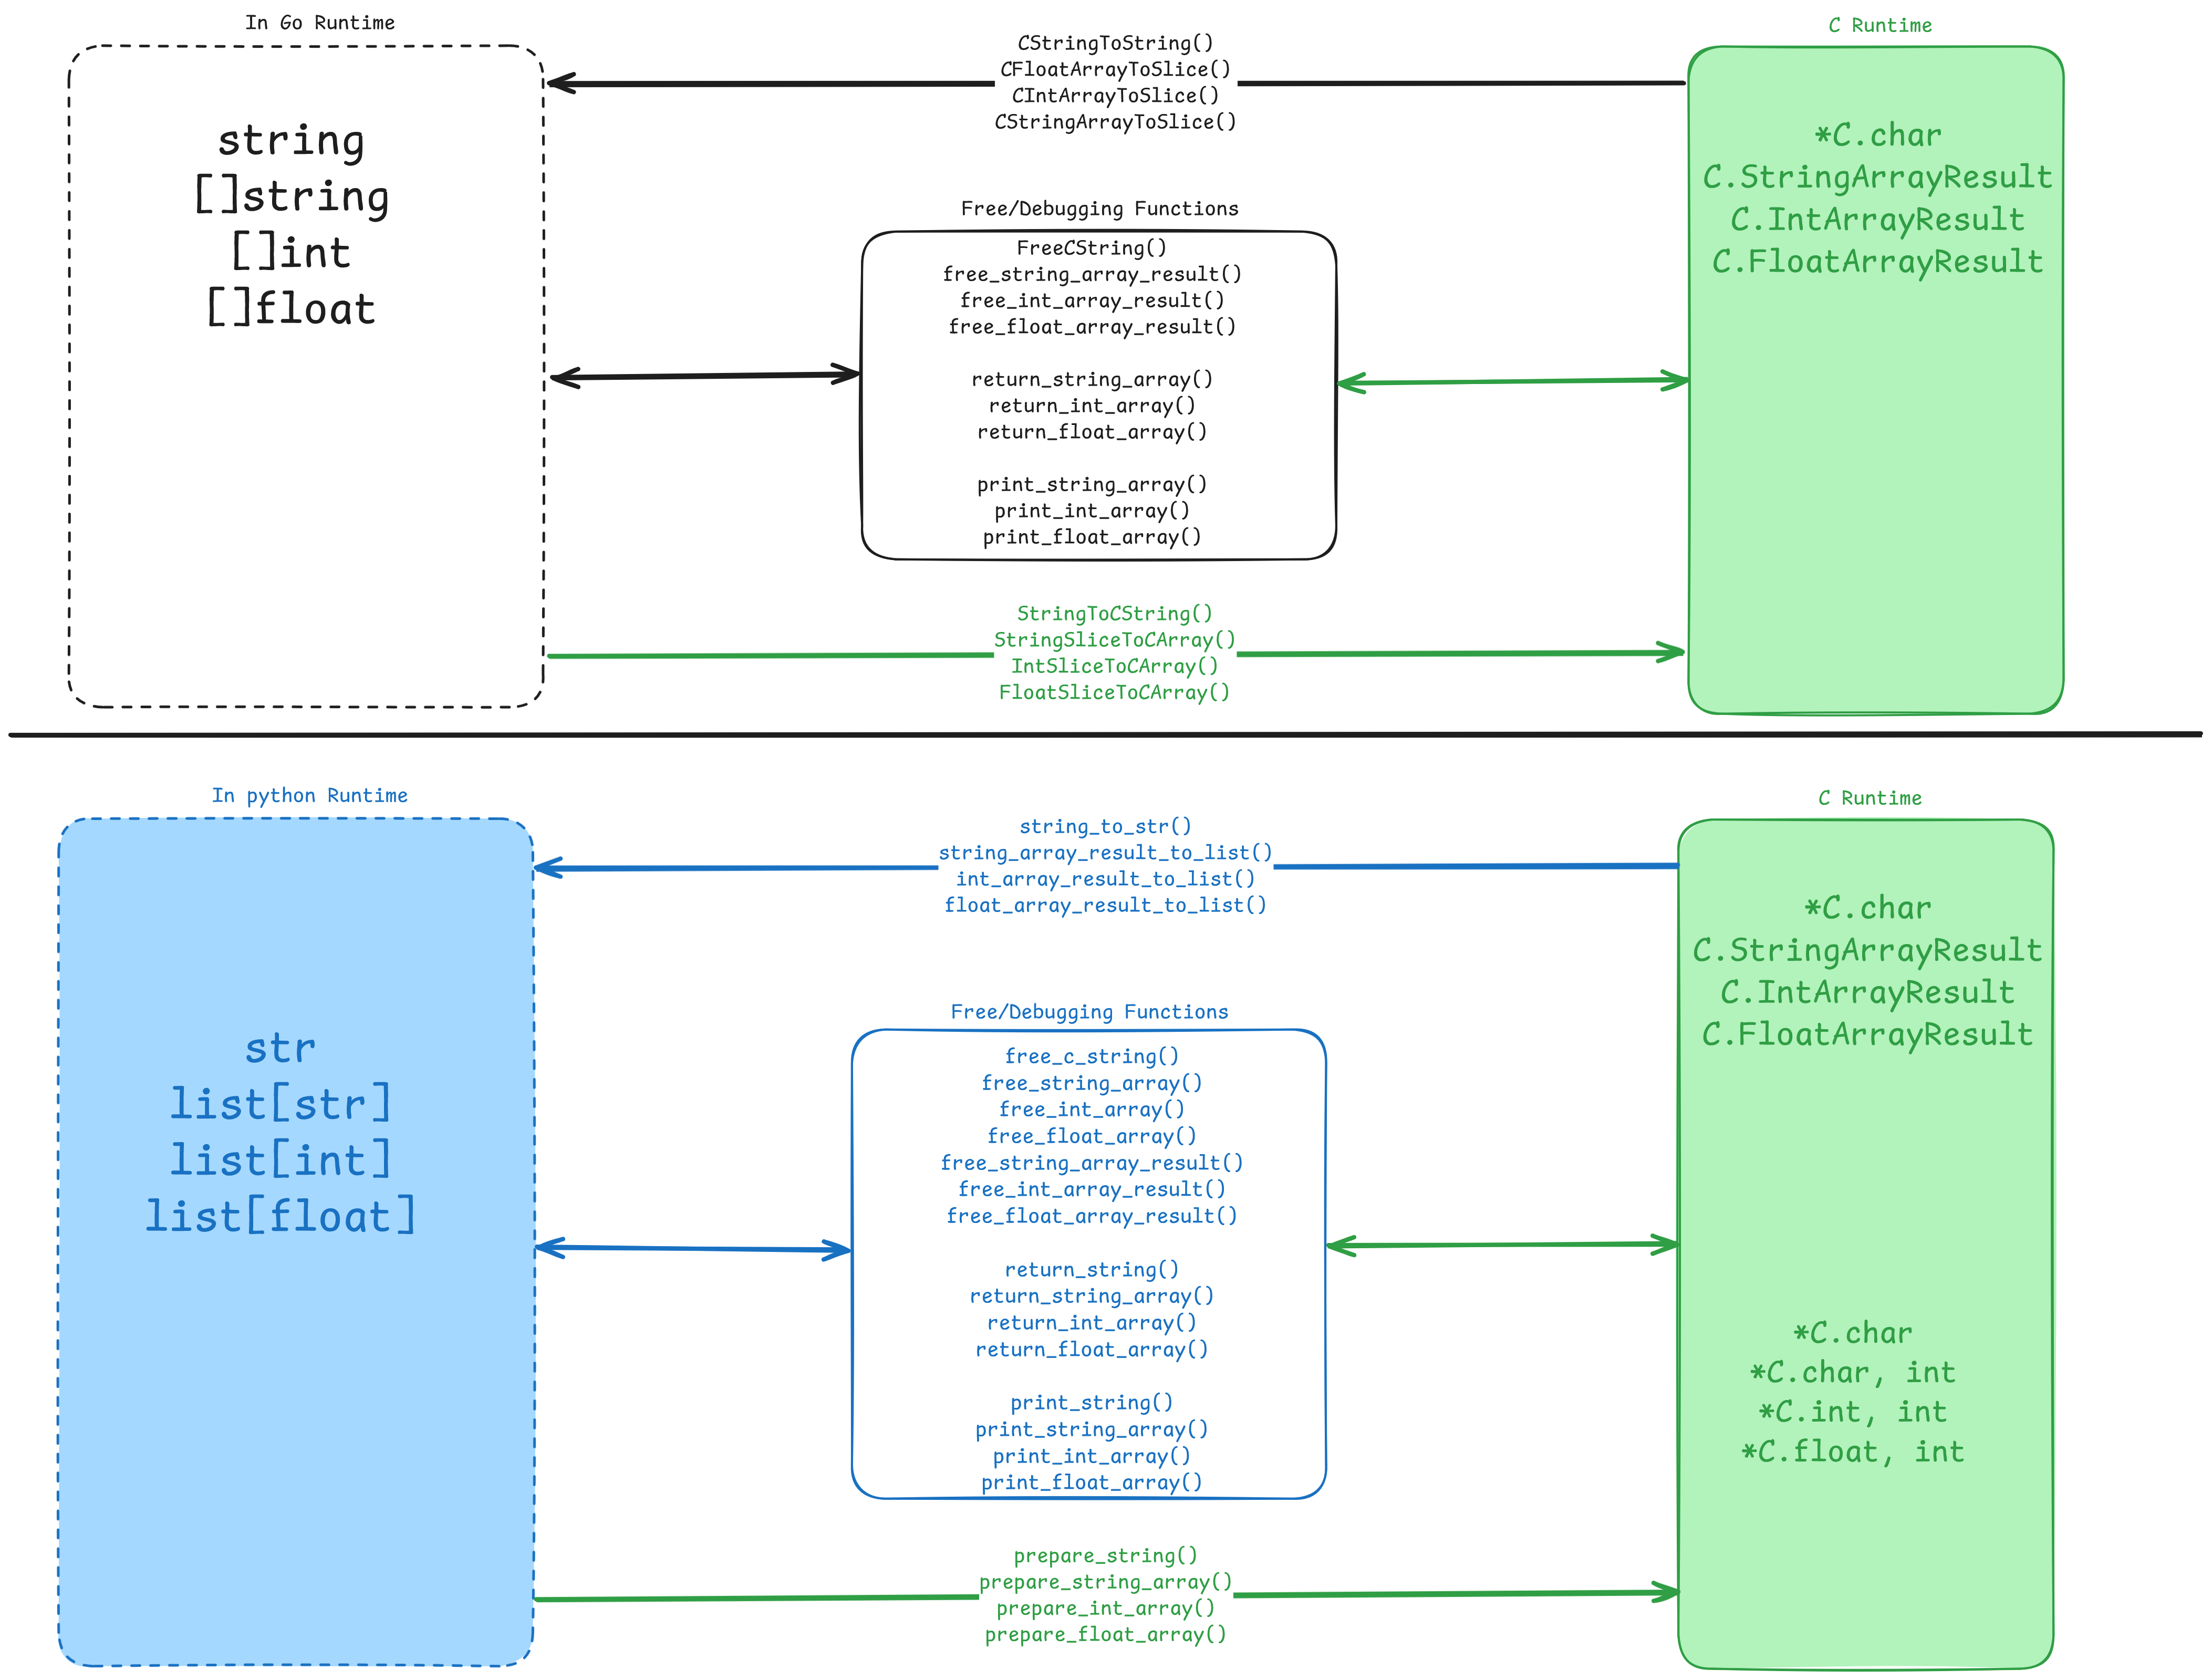 In Go Runtime
C Runtime
CStringToString()
CFloatArrayToSlice()
CIntArrayToSlice()
CStringArrayToSlice()
string
[]string
[]int
[]float
*C.char
C.StringArrayResult
C.IntArrayResult
C.FloatArrayResult
Free/Debugging Functions
FreeCString()
free_string_array_result()
free_int_array_result()
free_float_array_result()
return_string_array()
return_int_array()
return_float_array()
print_string_array()
print_int_array()
print_float_array()
StringToCString()
StringSliceToCArray()
IntSliceToCArray()
FloatSliceToCArray()
In python Runtime
C Runtime
string_to_str()
string_array_result_to_list()
int_array_result_to_list()
float_array_result_to_list()
*C.char
C.StringArrayResult
C.IntArrayResult
C.FloatArrayResult
str
list[str]
list[int]
list[float]
Free/Debugging Functions
free_c_string()
free_string_array()
free_int_array()
free_float_array()
free_string_array_result()
free_int_array_result()
free_float_array_result()
return_string()
return_string_array()
return_int_array()
return_float_array()
print_string()
print_string_array()
print_int_array()
print_float_array()
*C.char
*C.char, int
*C.int, int
*C.float, int
prepare_string()
prepare_string_array()
prepare_int_array()
prepare_float_array()